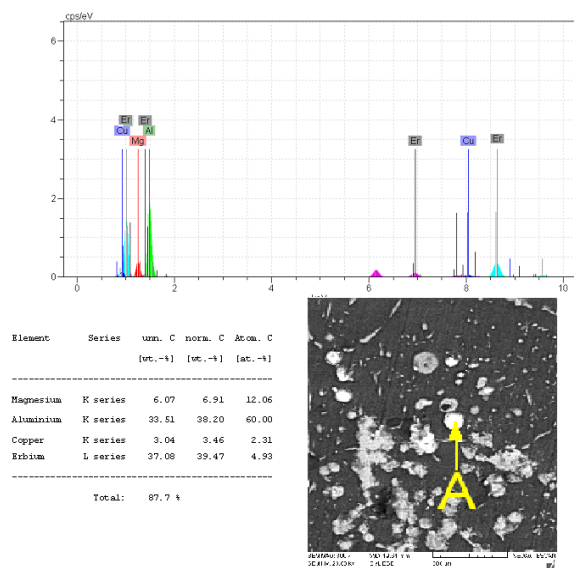 cps/eV
6
4
2
0
Er Er
Cu Al
Mg
Er Cu Er
0 2 4 6 8 10
Element Series unn. C norm. C Atom. C
[wt.-%] [wt.-%] [at.-%]
Magnesium K series 6.07 6.91 12.06
Aluminium K series 33.51 38.20 60.00
Copper K series 3.04 3.46 2.31
Erbium L series 37.08 39.47 4.93
Total: 87.7 %
A